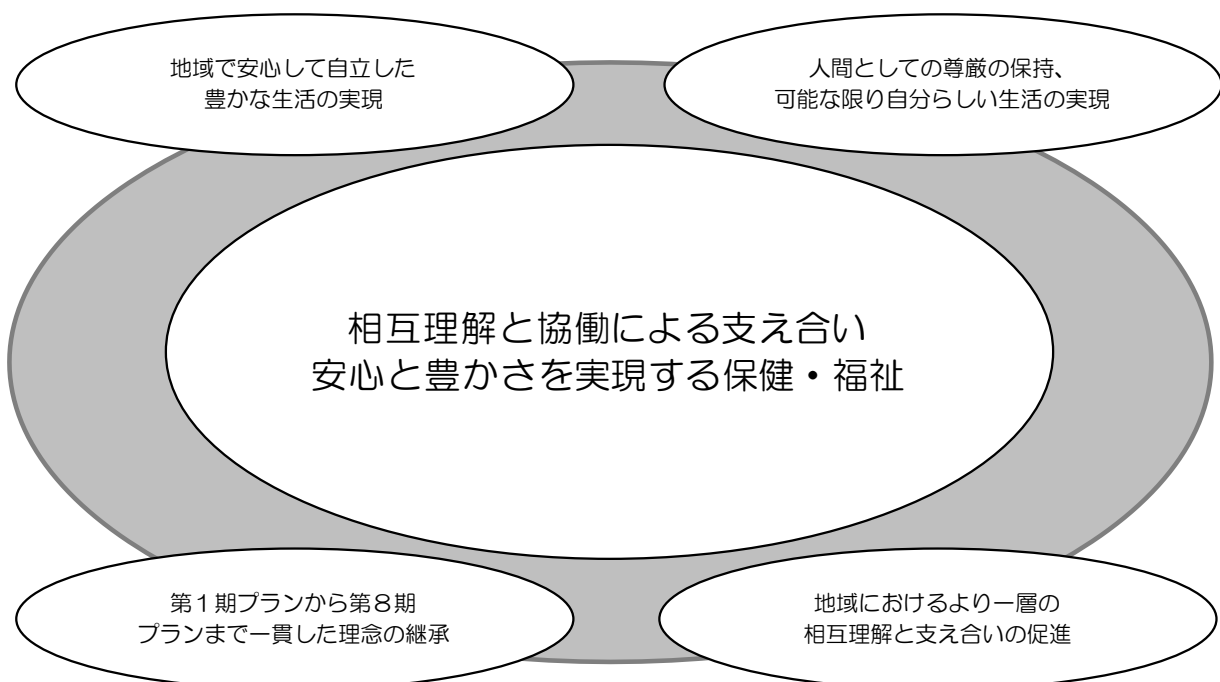 地域で安心して自立した
豊かな生活の実現
人間としての尊厳の保持、
可能な限り自分らしい生活の実現
相互理解と協働による支え合い
安心と豊かさを実現する保健・福祉
第１期プランから第８期
プランまで一貫した理念の継承
地域におけるより一層の
相互理解と支え合いの促進